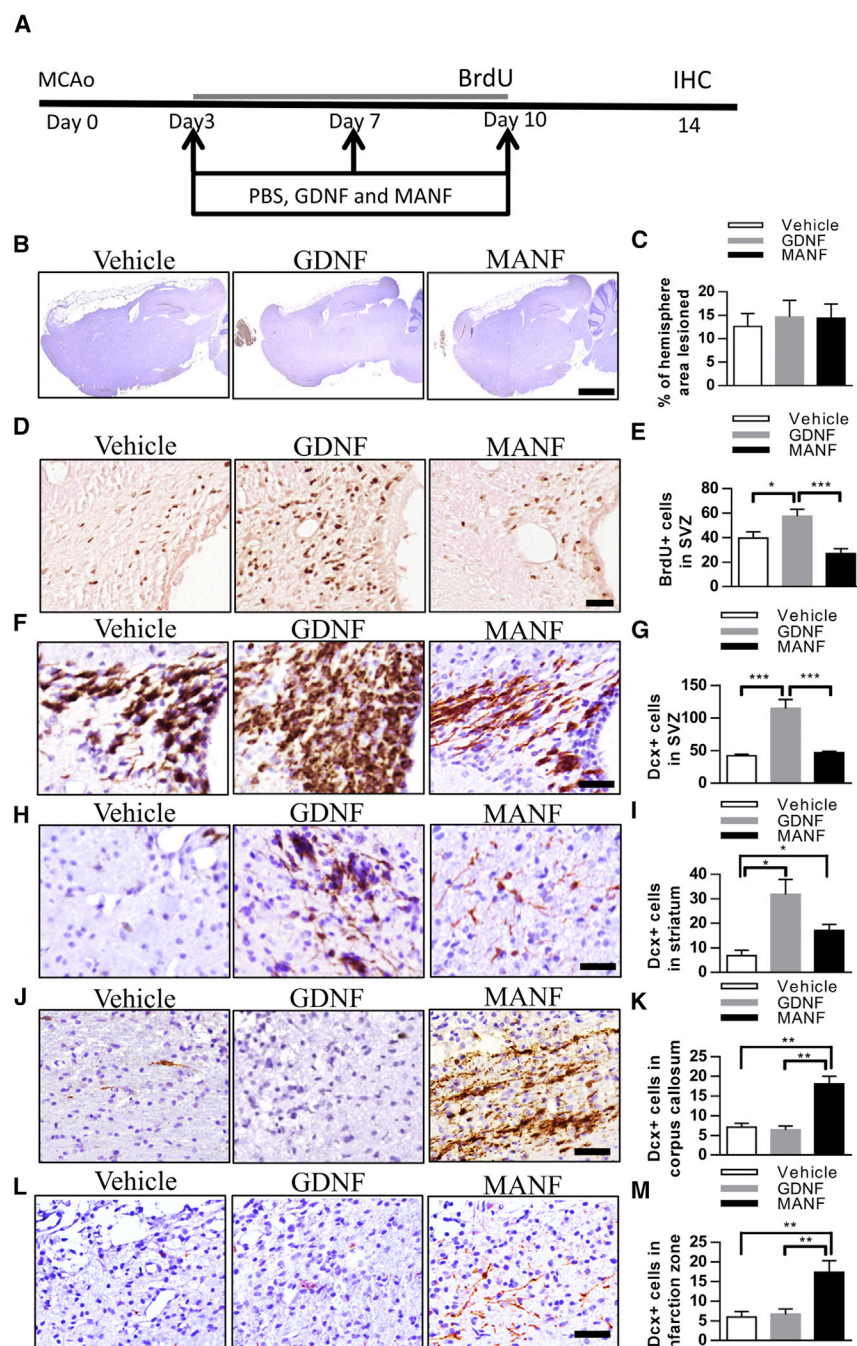 A
MCAo
BrdU
IHC
Day 0
Day3
Day 7
Day 10
14
PBS, GDNF and MANF
B
Vehicle
GDNF
MANF
C
Vehicle
GDNF
MANF
% of hemisphere
area lesioned
20
15
10
5
0
D
Vehicle
GDNF
MANF
E
Vehicle
GDNF
MANF
BrdU+ cells
in SVZ
80
60
40
20
0
*
***
F
Vehicle
GDNF
MANF
G
Vehicle
GDNF
MANF
Dcx+ cells
in SVZ
150
100
50
0
***
***
H
Vehicle
GDNF
MANF
I
Vehicle
GDNF
MANF
Dcx+ cells
in striatum
40
30
20
10
0
*
*
J
Vehicle
GDNF
MANF
K
Vehicle
GDNF
MANF
Dcx+ cells in
corpus callosum
25
20
15
10
5
0
**
**
L
Vehicle
GDNF
MANF
M
Vehicle
GDNF
MANF
Dcx+ cells in
nfarction zone
25
20
15
10
5
0
**
**